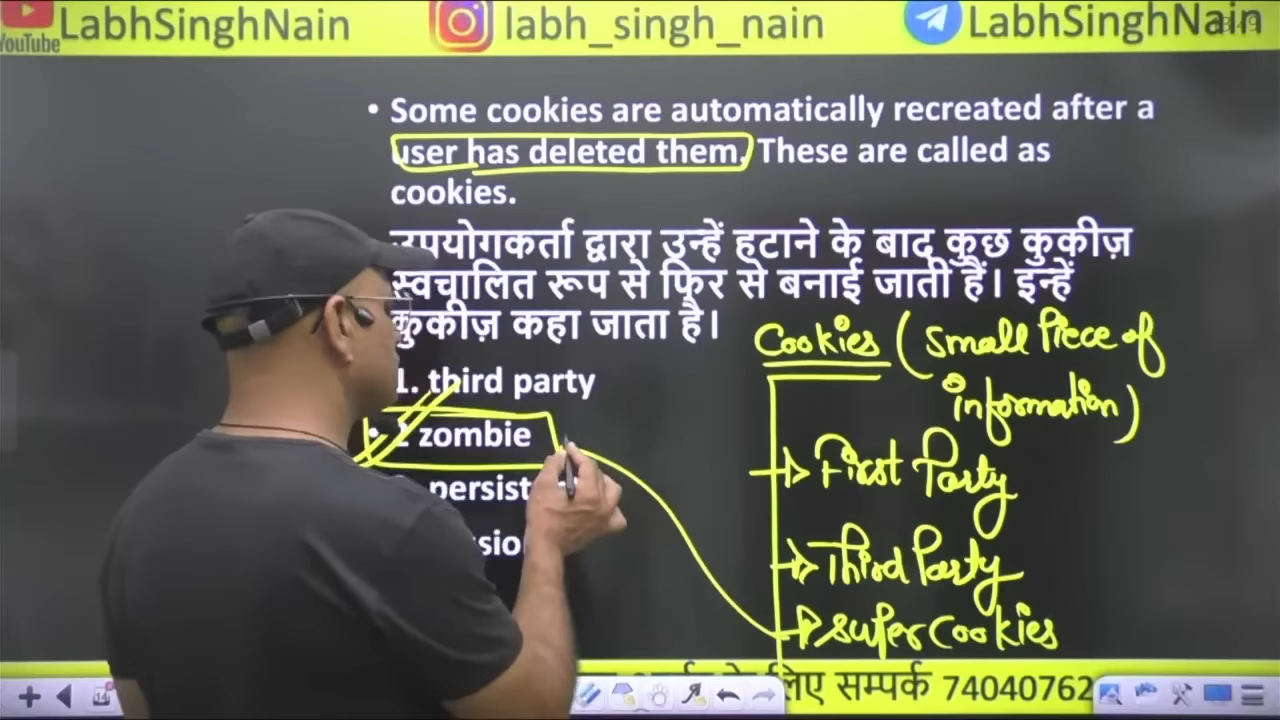 YouTube LabhSinghNain labh_singh_nain LabhSinghNain
• Some cookies are automatically recreated after a
user has deleted them. These are called as
cookies.
उपयोगकर्ता द्वारा उन्हें हटाने के बाद कुछ कुकीज़
स्वचालित रूप से फिर से बनाई जाती हैं। इन्हें
कुकीज़ कहा जाता है।
1. third party
• 2 zombie
Cookies (Small Piece of
information)
First Party
Third Party
super cookies
लिए सम्पर्क 74040762
14